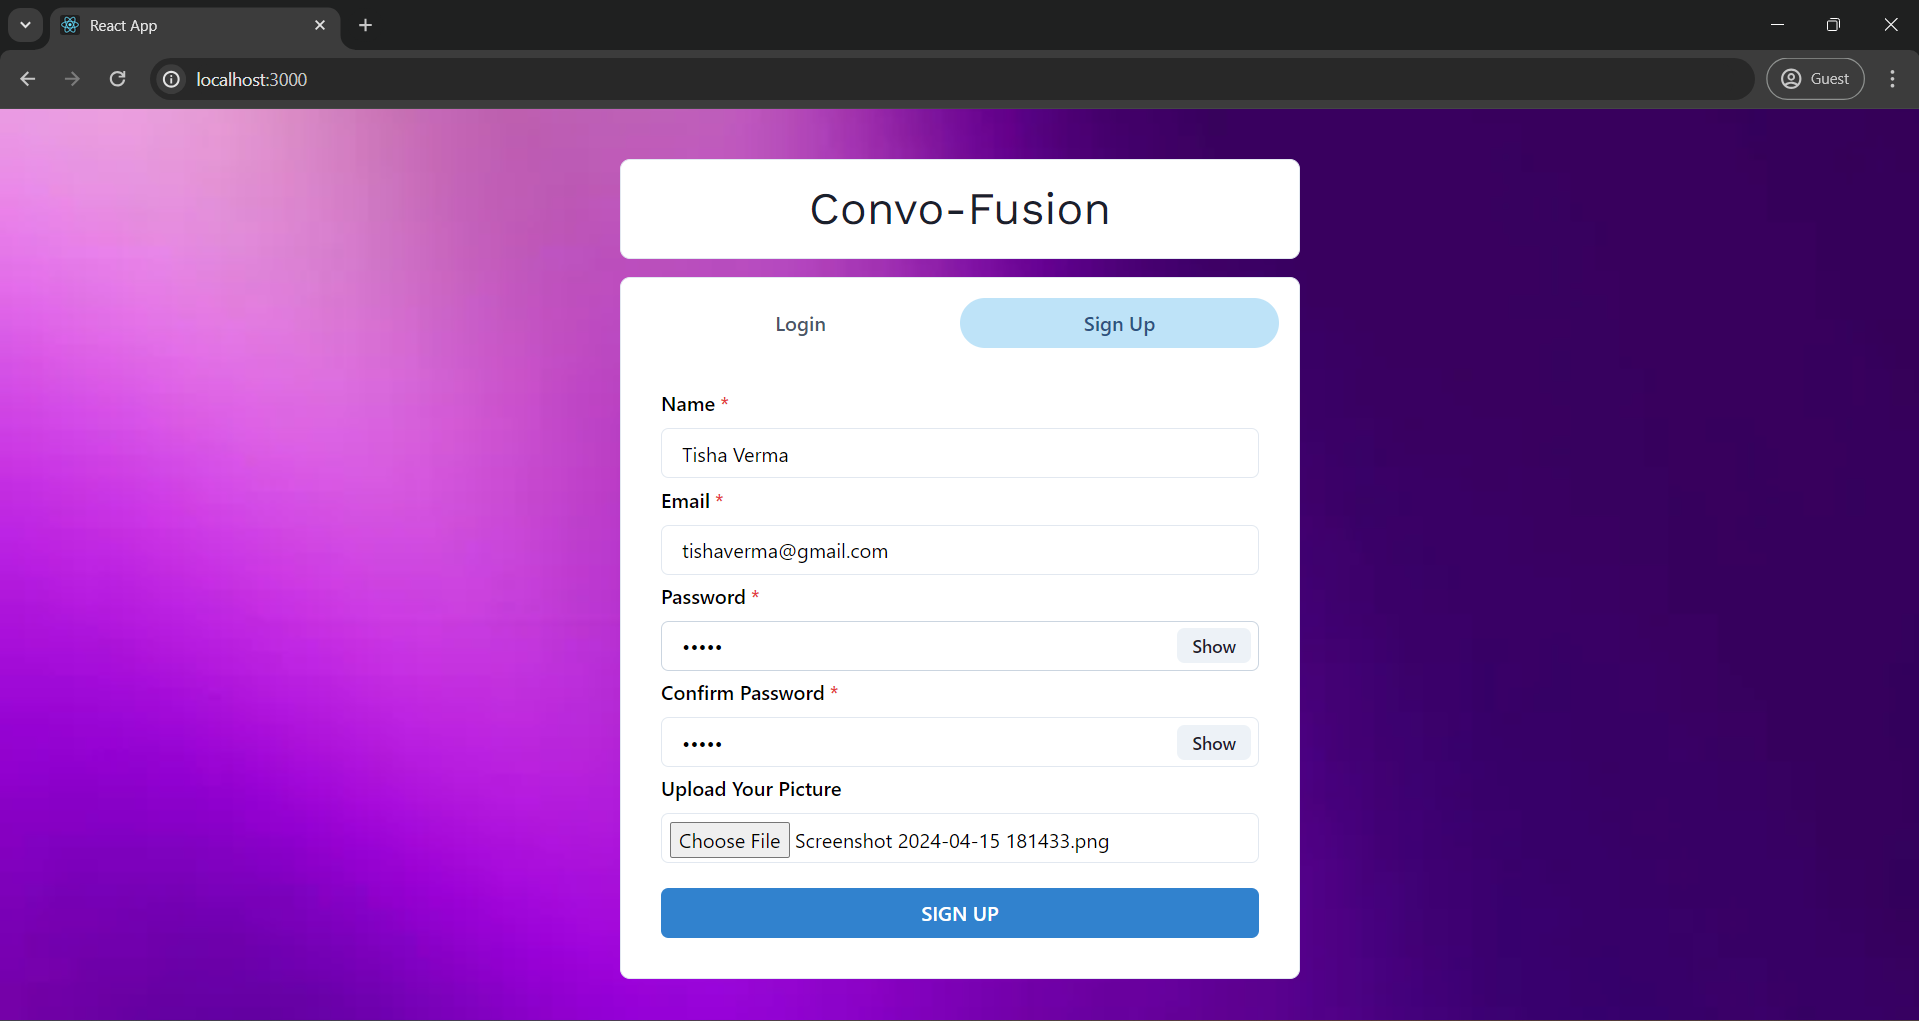 React App
localhost:3000
Guest
Convo-Fusion
Login
Sign Up
Name *
Tisha Verma
Email *
tishaverma@gmail.com
Password *
•••••
Show
Confirm Password *
•••••
Show
Upload Your Picture
Choose File Screenshot 2024-04-15 181433.png
SIGN UP